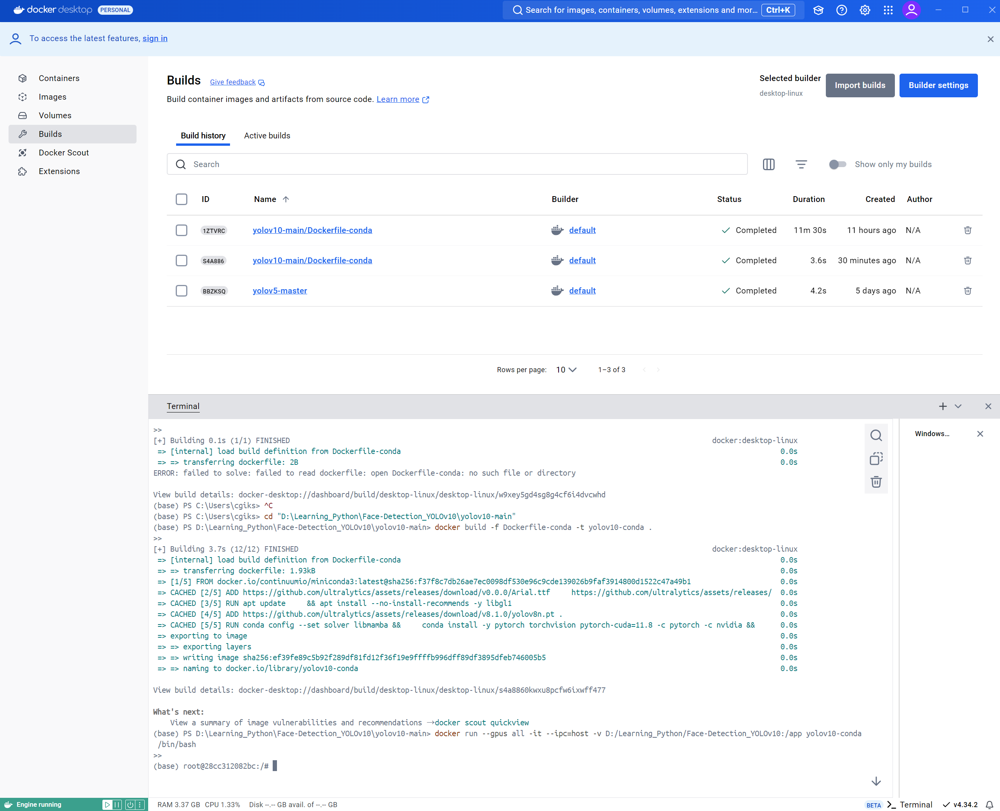 docker desktop PERSONAL
Search for images, containers, volumes, extensions and mor... Ctrl+K
To access the latest features, sign in
Containers
Images
Volumes
Builds
Docker Scout
Extensions
Builds Give feedback
Build container images and artifacts from source code. Learn more
Selected builder
desktop-linux
Import builds
Builder settings
Build history Active builds
Search
Show only my builds
ID Name Builder Status Duration Created Author
1ZTVRC yolov10-main/Dockerfile-conda default Completed 11m 30s 11 hours ago N/A
S4A886 yolov10-main/Dockerfile-conda default Completed 3.6s 30 minutes ago N/A
BBZKSQ yolov5-master default Completed 4.2s 5 days ago N/A
Rows per page: 10 1–3 of 3
Terminal
Windows...
>>
[+] Building 0.1s (1/1) FINISHED docker:desktop-linux
=> [internal] load build definition from Dockerfile-conda 0.0s
=> => transferring dockerfile: 2B 0.0s
ERROR: failed to solve: failed to read dockerfile: open Dockerfile-conda: no such file or directory
View build details: docker-desktop://dashboard/build/desktop-linux/desktop-linux/w9xey5gd4sg8g4cf6i4dvcwhd
(base) PS C:\Users\cgiks> ^C
(base) PS C:\Users\cgiks> cd "D:\Learning_Python\Face-Detection_YOLOv10\yolov10-main"
(base) PS D:\Learning_Python\Face-Detection_YOLOv10\yolov10-main> docker build -f Dockerfile-conda -t yolov10-conda .
>>
[+] Building 3.7s (12/12) FINISHED docker:desktop-linux
=> [internal] load build definition from Dockerfile-conda 0.0s
=> => transferring dockerfile: 1.93kB 0.0s
=> [1/5] FROM docker.io/continuumio/miniconda3:latest@sha256:f37f8c7db26ae7ec0098df530e96c9cde139026b9faf3914800d1522c47a49b1 0.0s
=> CACHED [2/5] ADD https://github.com/ultralytics/assets/releases/download/v0.0.0/Arial.ttf https://github.com/ultralytics/assets/releases/ 0.0s
=> CACHED [3/5] RUN apt update && apt install --no-install-recommends -y libgl1 0.0s
=> CACHED [4/5] ADD https://github.com/ultralytics/assets/releases/download/v8.1.0/yolov8n.pt . 0.0s
=> CACHED [5/5] RUN conda config --set solver libmamba && conda install -y pytorch torchvision pytorch-cuda=11.8 -c pytorch -c nvidia && 0.0s
=> exporting to image 0.0s
=> => exporting layers 0.0s
=> => writing image sha256:ef39fe89c5b92f289df81fd12f36f19e9ffffb996dff89df3895dfeb746005b5 0.0s
=> => naming to docker.io/library/yolov10-conda 0.0s
View build details: docker-desktop://dashboard/build/desktop-linux/desktop-linux/s4a8860kwxu8pcfw6ixwff477
What's next:
View a summary of image vulnerabilities and recommendations → docker scout quickview
(base) PS D:\Learning_Python\Face-Detection_YOLOv10\yolov10-main> docker run --gpus all -it --ipc=host -v D:/Learning_Python/Face-Detection_YOLOv10:/app yolov10-conda
/bin/bash
>>
(base) root@28cc312082bc:/#
Engine running
RAM 3.37 GB CPU 1.33% Disk --.-- GB avail. of --.-- GB
BETA Terminal v4.34.2